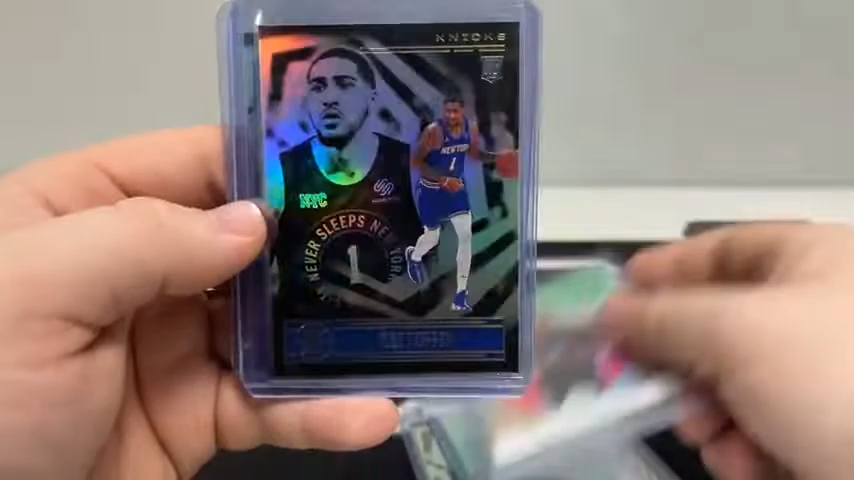 KNICKS
NEW YORK
1
NYC
NEVER SLEEPS NEW YORK
1